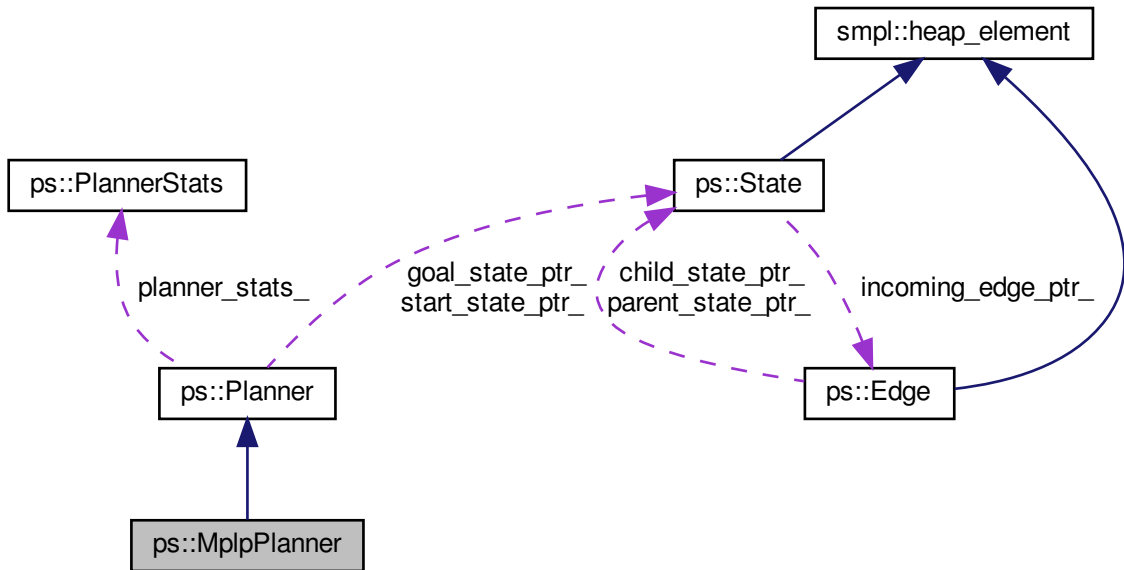 smpl::heap_element
ps::PlannerStats
ps::State
planner_stats_
goal_state_ptr_
start_state_ptr_
child_state_ptr_
parent_state_ptr_
incoming_edge_ptr_
ps::Planner
ps::Edge
ps::MplpPlanner